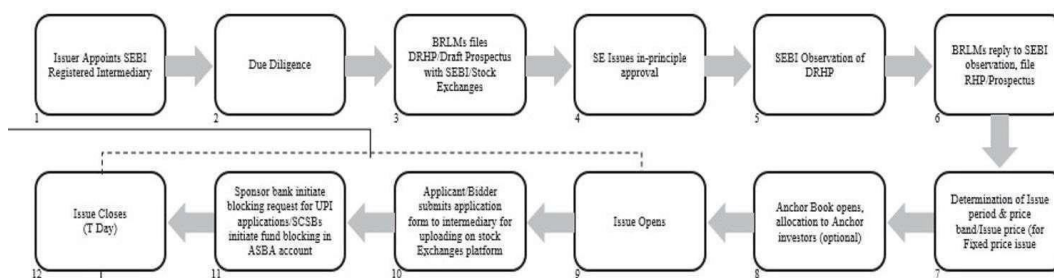 Issuer Appoints SEBI
Registered Intermediary
1
Due Diligence
2
BRLMs files
DRHP/Draft Prospectus
with SEBI/Stock
Exchanges
3
SE Issues in-principle
approval
4
SEBI Observation of
DRHP
5
BRLMs reply to SEBI
observation, file
RHP/Prospectus
6
Determination of Issue
period & price
band/Issue price (for
Fixed price issue
7
Anchor Book opens,
allocation to Anchor
investors (optional)
8
Issue Opens
9
Applicant/Bidder
submits application
form to intermediary for
uploading on stock
Exchanges platform
10
Sponsor bank initiate
blocking request for UPI
applications/SCSBs
initiate fund blocking in
ASBA account
11
Issue Closes
(T Day)
12